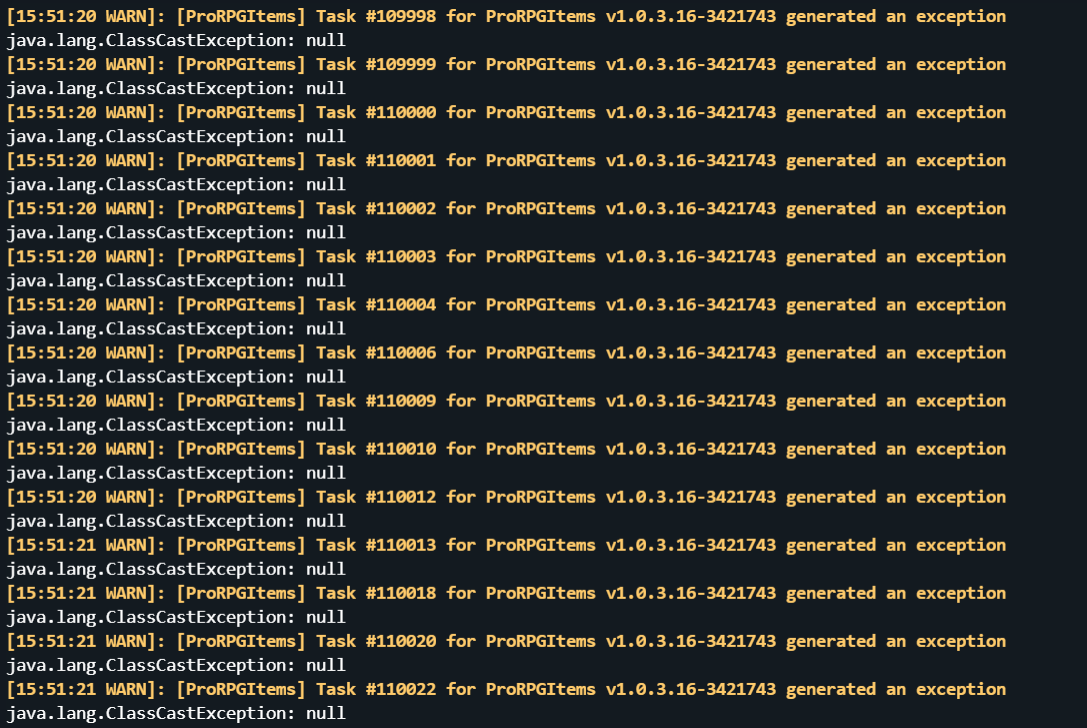 [15:51:20 WARN]: [ProRPGItems] Task #109998 for ProRPGItems v1.0.3.16-3421743 generated an exception
java.lang.ClassCastException: null
[15:51:20 WARN]: [ProRPGItems] Task #109999 for ProRPGItems v1.0.3.16-3421743 generated an exception
java.lang.ClassCastException: null
[15:51:20 WARN]: [ProRPGItems] Task #110000 for ProRPGItems v1.0.3.16-3421743 generated an exception
java.lang.ClassCastException: null
[15:51:20 WARN]: [ProRPGItems] Task #110001 for ProRPGItems v1.0.3.16-3421743 generated an exception
java.lang.ClassCastException: null
[15:51:20 WARN]: [ProRPGItems] Task #110002 for ProRPGItems v1.0.3.16-3421743 generated an exception
java.lang.ClassCastException: null
[15:51:20 WARN]: [ProRPGItems] Task #110003 for ProRPGItems v1.0.3.16-3421743 generated an exception
java.lang.ClassCastException: null
[15:51:20 WARN]: [ProRPGItems] Task #110004 for ProRPGItems v1.0.3.16-3421743 generated an exception
java.lang.ClassCastException: null
[15:51:20 WARN]: [ProRPGItems] Task #110006 for ProRPGItems v1.0.3.16-3421743 generated an exception
java.lang.ClassCastException: null
[15:51:20 WARN]: [ProRPGItems] Task #110009 for ProRPGItems v1.0.3.16-3421743 generated an exception
java.lang.ClassCastException: null
[15:51:20 WARN]: [ProRPGItems] Task #110010 for ProRPGItems v1.0.3.16-3421743 generated an exception
java.lang.ClassCastException: null
[15:51:20 WARN]: [ProRPGItems] Task #110012 for ProRPGItems v1.0.3.16-3421743 generated an exception
java.lang.ClassCastException: null
[15:51:21 WARN]: [ProRPGItems] Task #110013 for ProRPGItems v1.0.3.16-3421743 generated an exception
java.lang.ClassCastException: null
[15:51:21 WARN]: [ProRPGItems] Task #110018 for ProRPGItems v1.0.3.16-3421743 generated an exception
java.lang.ClassCastException: null
[15:51:21 WARN]: [ProRPGItems] Task #110020 for ProRPGItems v1.0.3.16-3421743 generated an exception
java.lang.ClassCastException: null
[15:51:21 WARN]: [ProRPGItems] Task #110022 for ProRPGItems v1.0.3.16-3421743 generated an exception
java.lang.ClassCastException: null